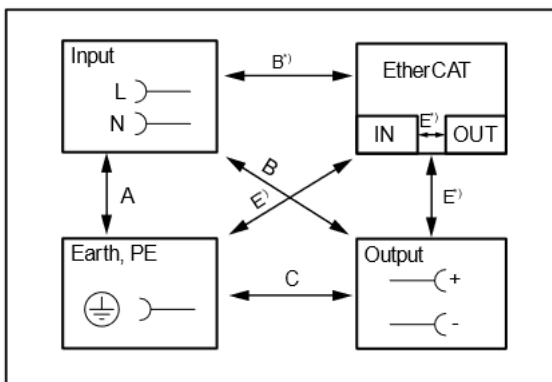 Input
L
N
B*)
EtherCAT
IN
E*)
OUT
A
B
E*)
E*)
Earth, PE
C
Output
+
-